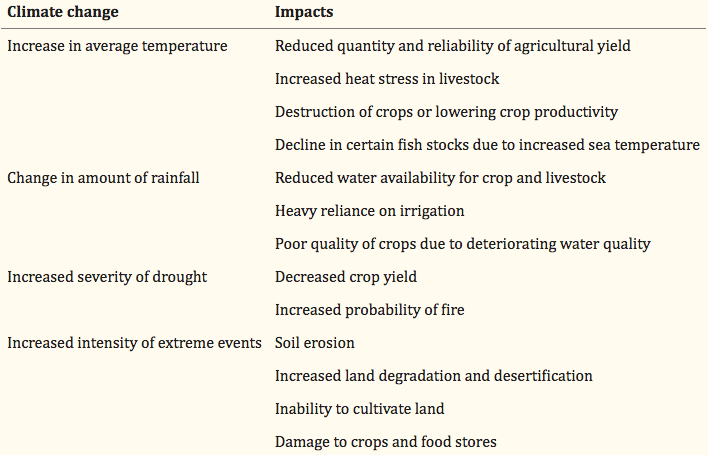 Climate change Impacts
Increase in average temperature Reduced quantity and reliability of agricultural yield
Increased heat stress in livestock
Destruction of crops or lowering crop productivity
Decline in certain fish stocks due to increased sea temperature
Change in amount of rainfall Reduced water availability for crop and livestock
Heavy reliance on irrigation
Poor quality of crops due to deteriorating water quality
Increased severity of drought Decreased crop yield
Increased probability of fire
Increased intensity of extreme events Soil erosion
Increased land degradation and desertification
Inability to cultivate land
Damage to crops and food stores